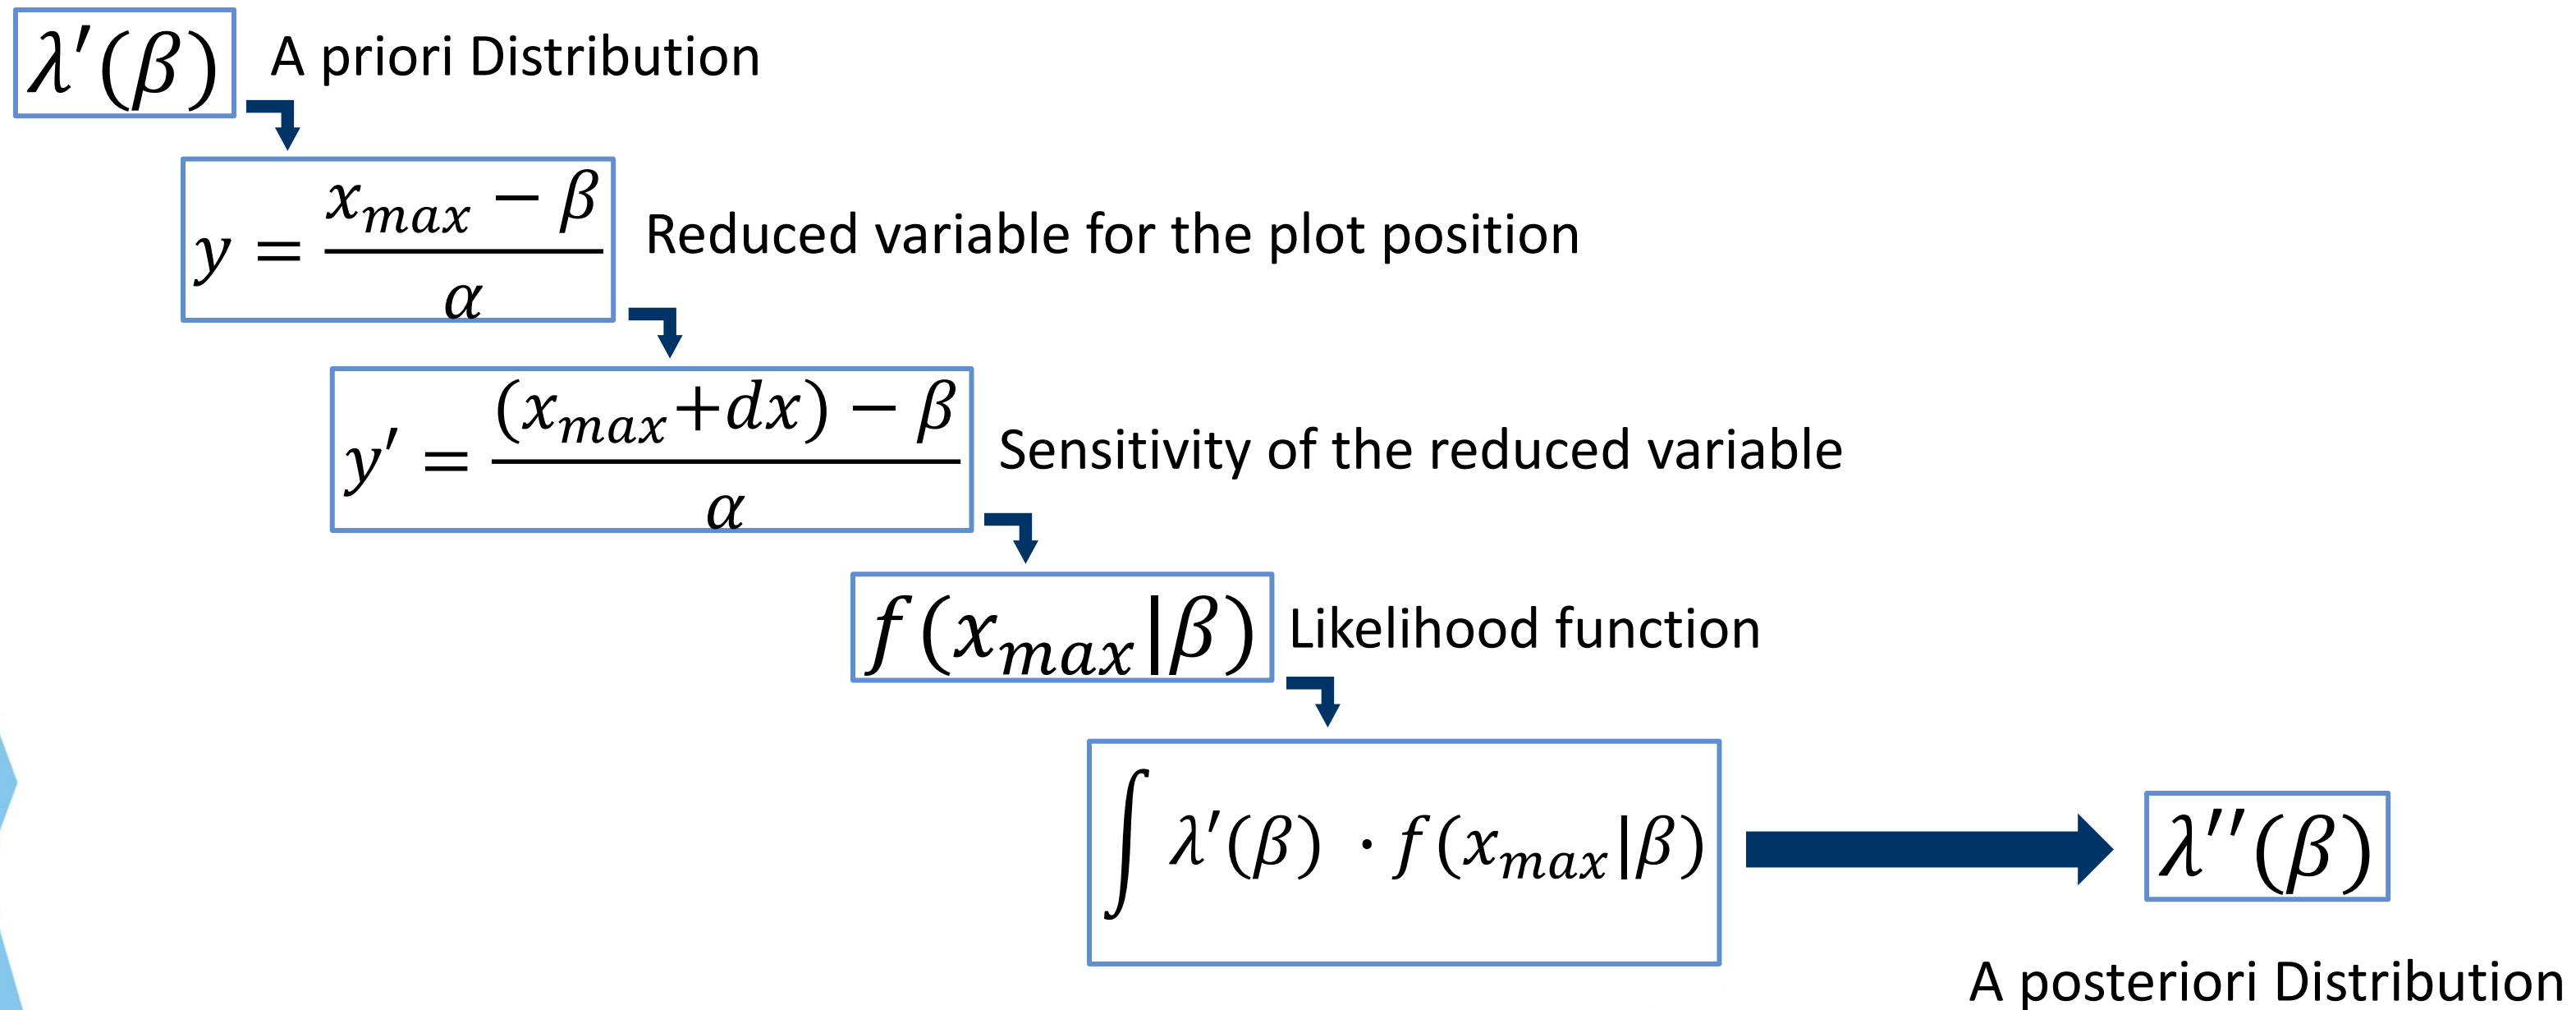 λ′(β) A priori Distribution
y = (x_max − β) / α Reduced variable for the plot position
y′ = ((x_max+dx) − β) / α Sensitivity of the reduced variable
f(x_max|β) Likelihood function
∫ λ′(β) · f(x_max|β) λ′′(β)
A posteriori Distribution